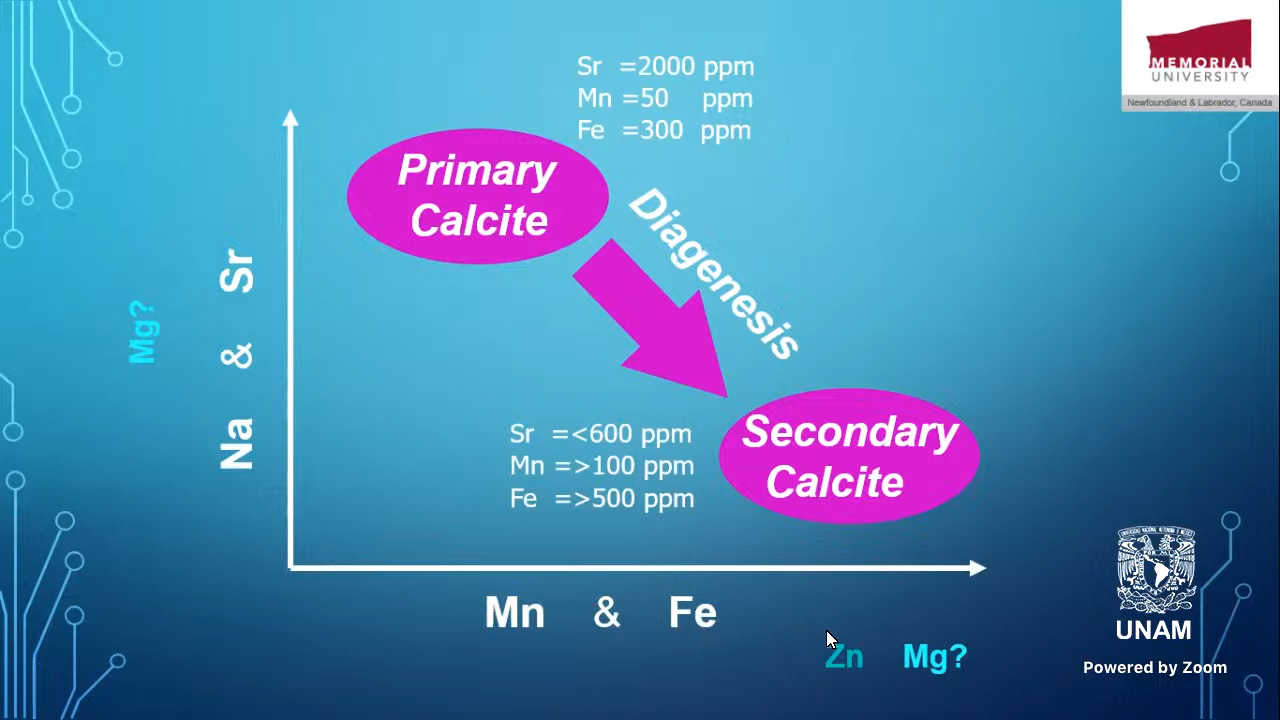 MEMORIAL
UNIVERSITY
Newfoundland & Labrador, Canada
Sr =2000 ppm
Mn =50 ppm
Fe =300 ppm
Primary
Calcite
Diagenesis
Mg?
Na & Sr
Sr =<600 ppm
Mn =>100 ppm
Fe =>500 ppm
Secondary
Calcite
Mn & Fe
Zn Mg?
UNAM
Powered by Zoom